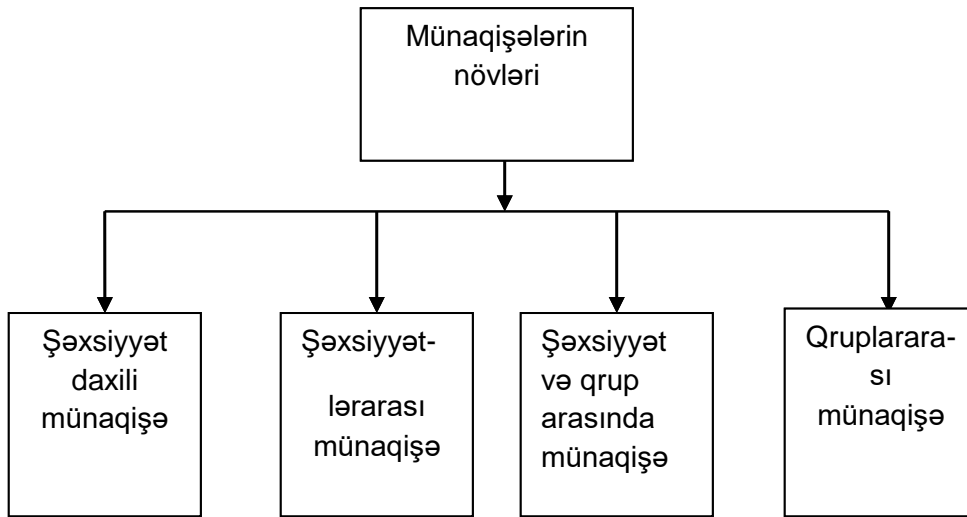 Münaqişələrin
növləri
Şəxsiyyət
daxili
münaqişə
Şəxsiyyət-
lərarası
münaqişə
Şəxsiyyət
və qrup
arasında
münaqişə
Qruplarara-
sı
münaqişə